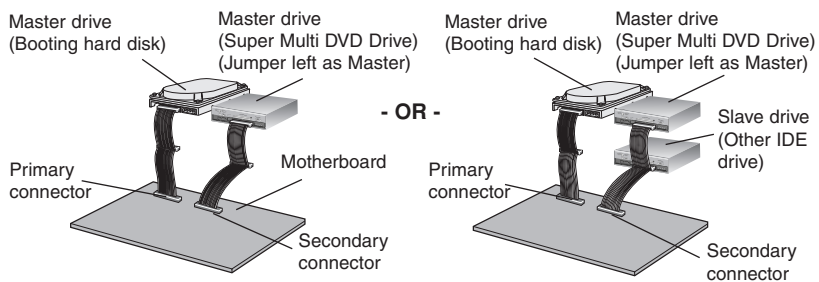 Master drive
(Booting hard disk)
Master drive
(Super Multi DVD Drive)
(Jumper left as Master)
Primary
connector
Motherboard
Secondary
connector
- OR -
Master drive
(Booting hard disk)
Master drive
(Super Multi DVD Drive)
(Jumper left as Master)
Slave drive
(Other IDE
drive)
Primary
connector
Secondary
connector